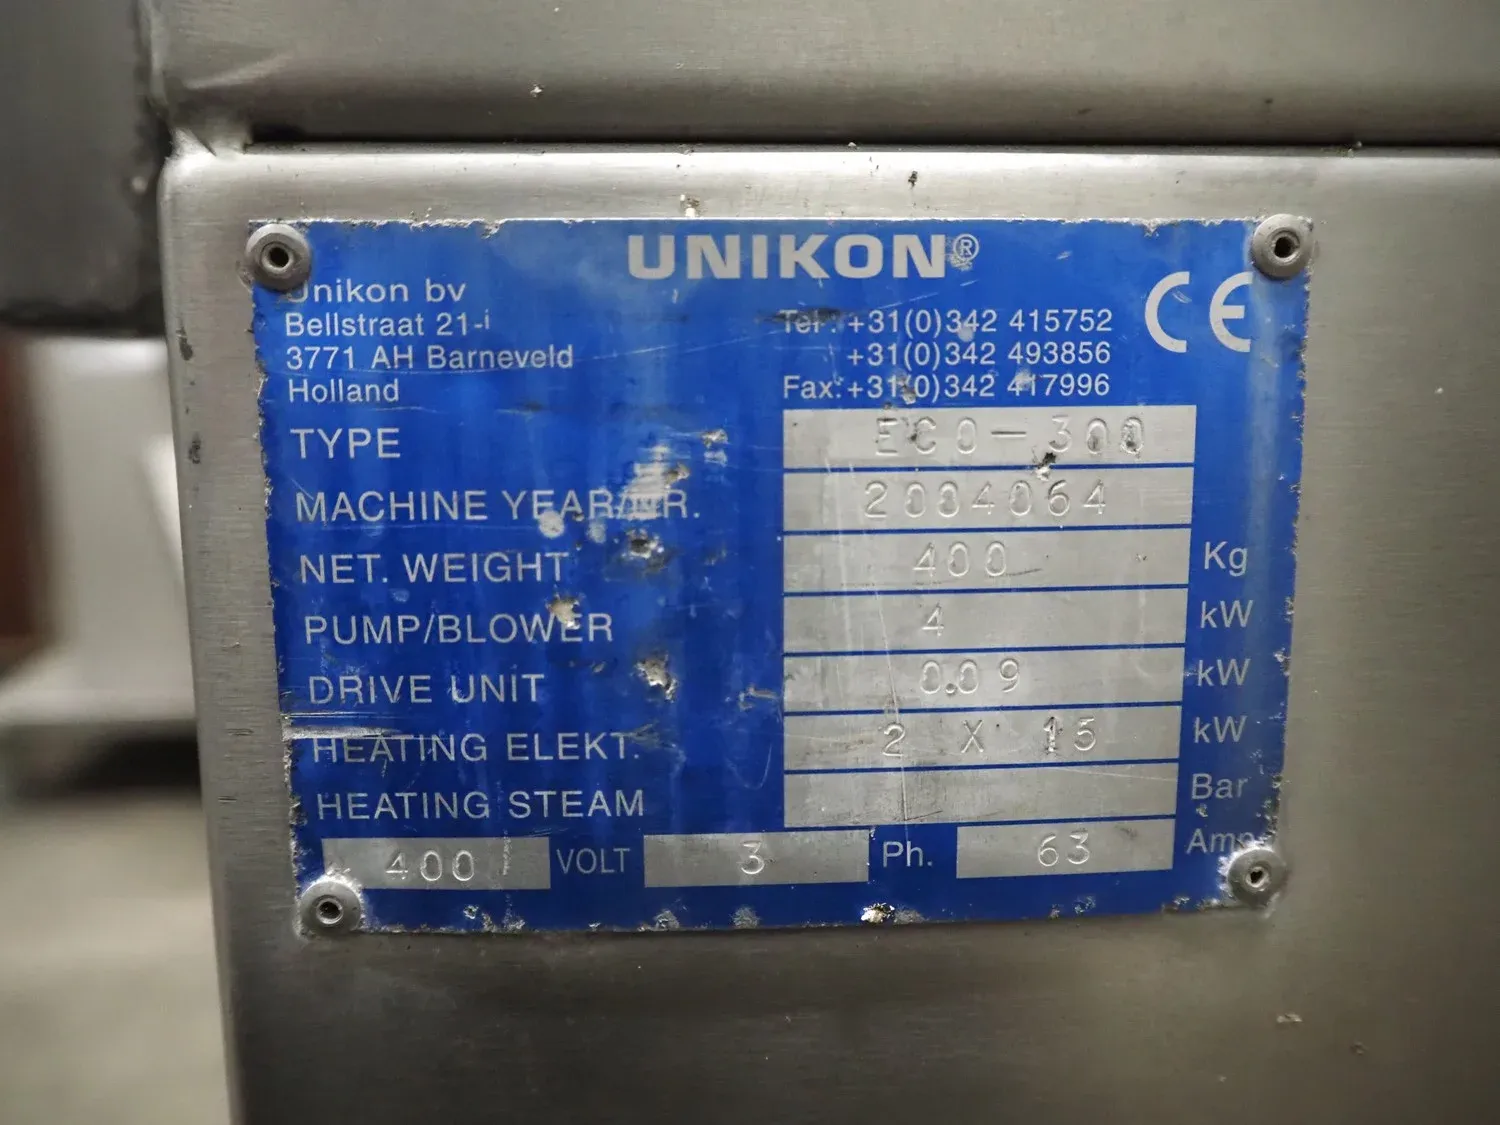 UNIKON®
Unikon bv
Bellstraat 21-i
3771 AH Barneveld
Holland
Tel.: +31(0)342 415752
+31(0)342 493856
Fax: +31(0)342 417996
CE
TYPE ECO-300
MACHINE YEAR/NR. 2004064
NET. WEIGHT 400 Kg
PUMP/BLOWER 4 kW
DRIVE UNIT 0.09 kW
HEATING ELEKT. 2 X 15 kW
HEATING STEAM Bar
400 VOLT 3 Ph. 63 Amp